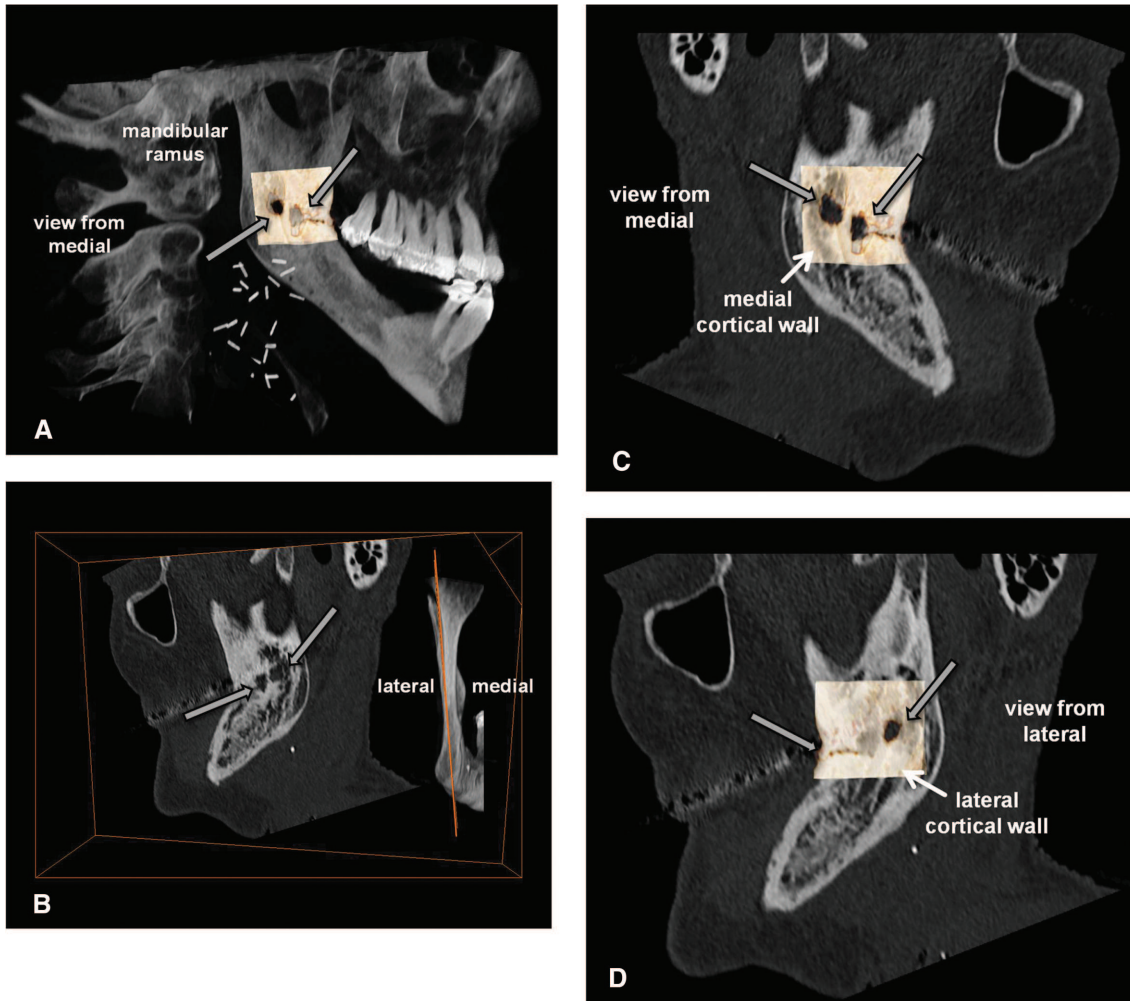 mandibular
ramus
view from
medial
A
view from
medial
medial
cortical wall
C
lateral
medial
B
view from
lateral
lateral
cortical wall
D